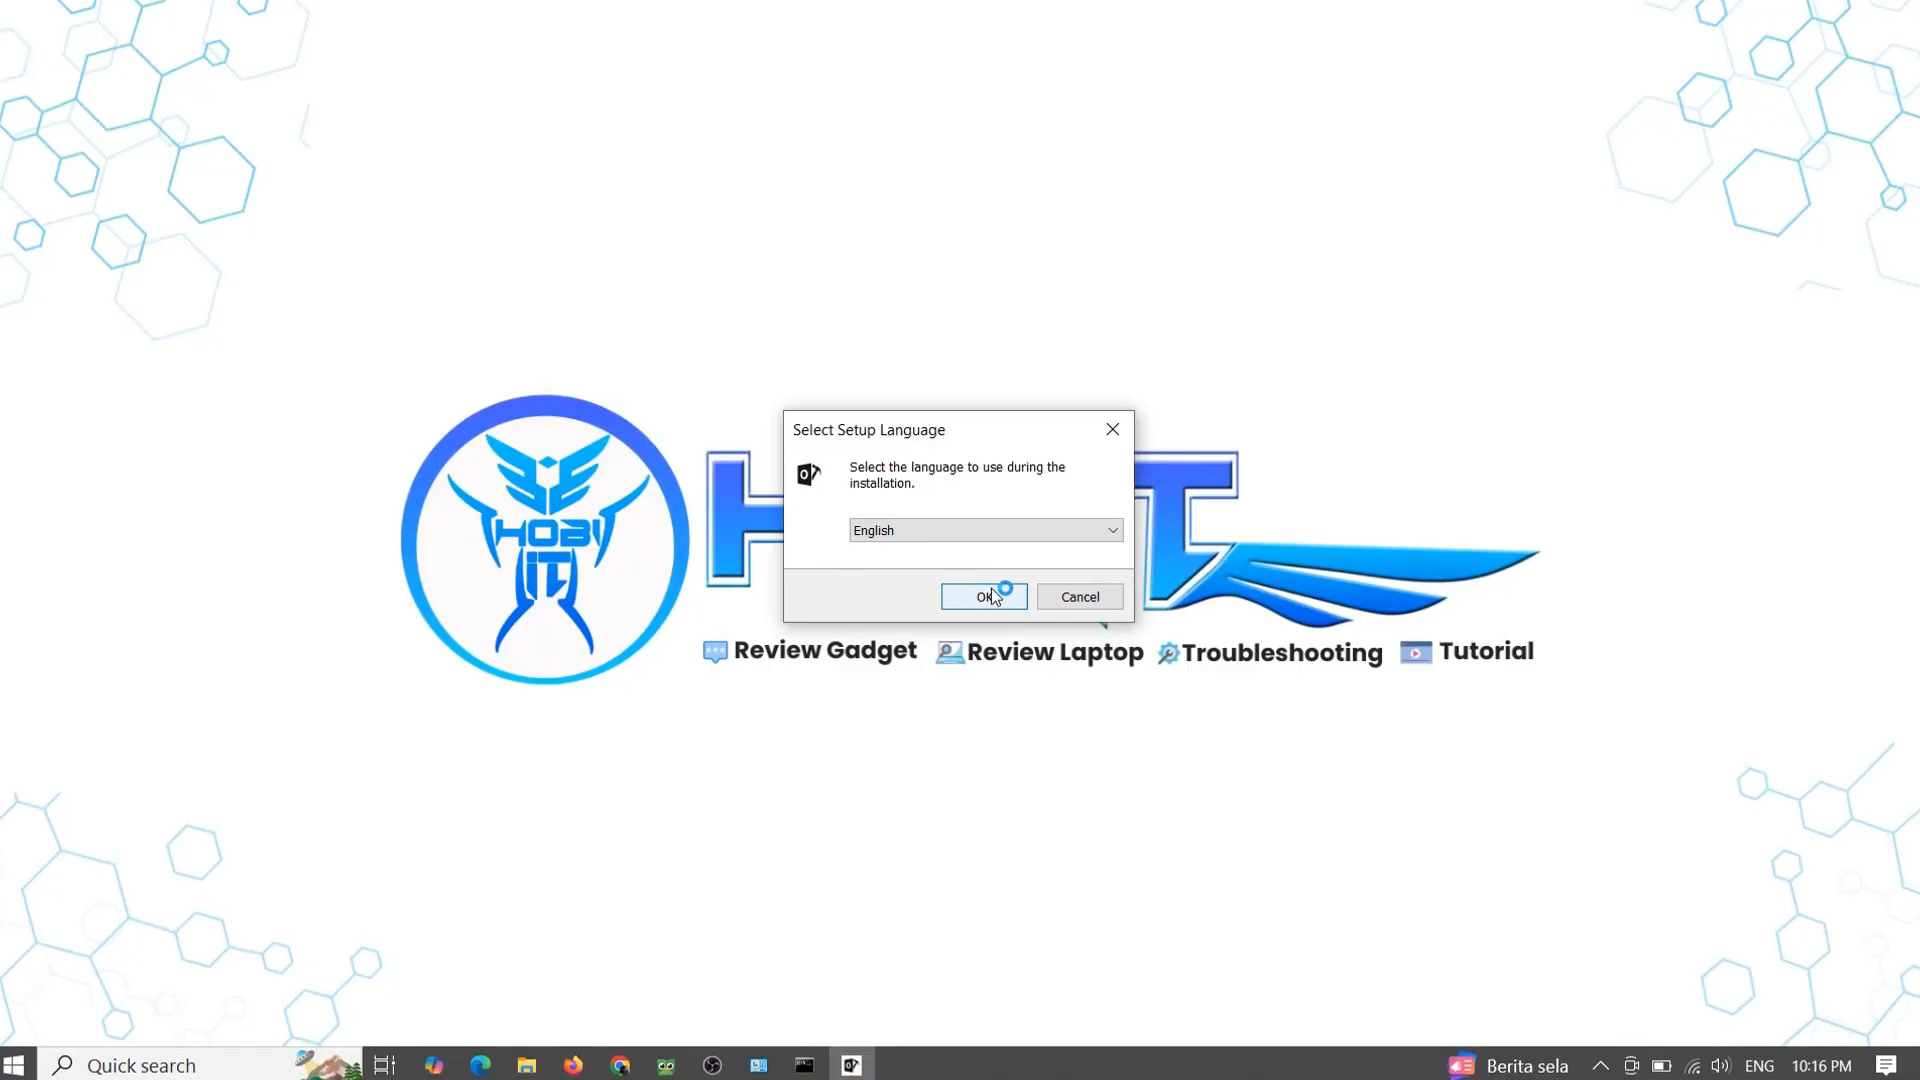 Select Setup Language
Select the language to use during the
installation.
English
OK
Cancel
HOBI
IT
H
T
Review Gadget
Review Laptop
Troubleshooting
Tutorial
Quick search
Berita sela
ENG
10:16 PM